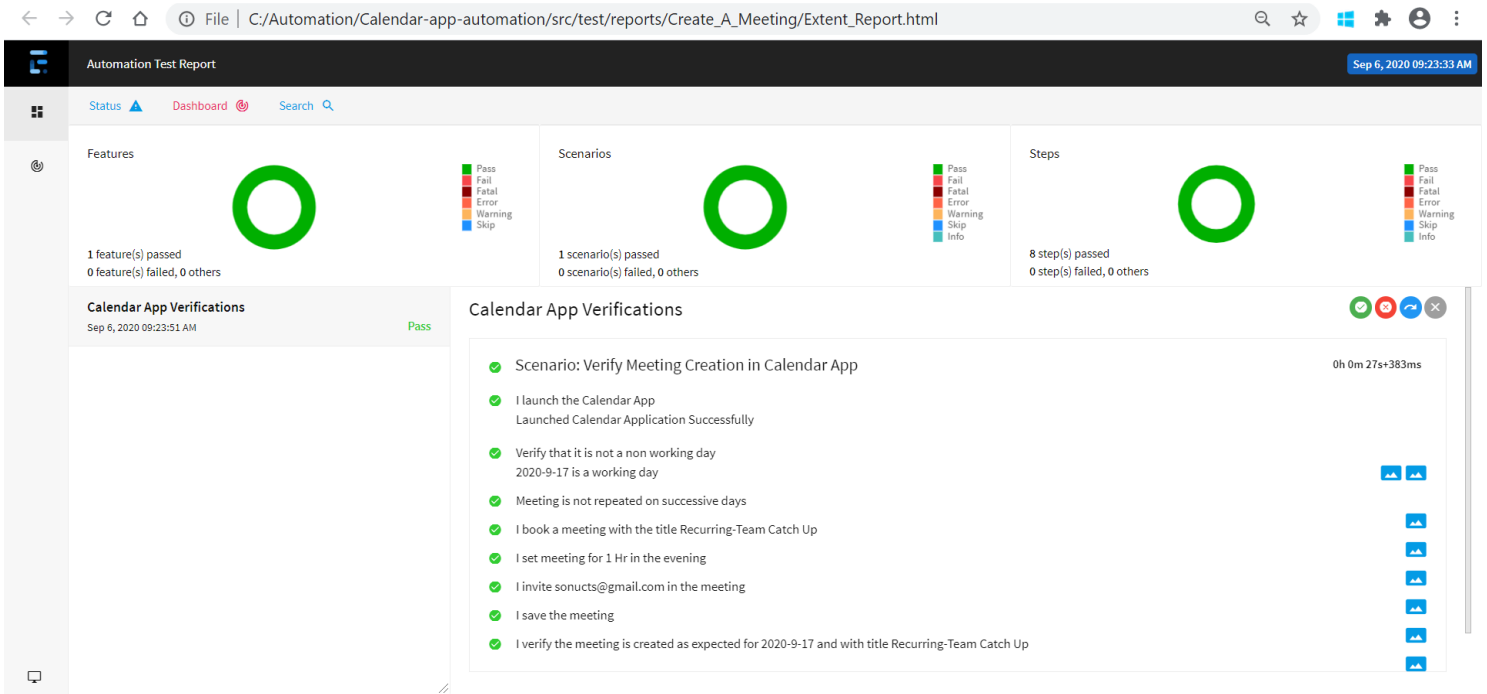 File | C:/Automation/Calendar-app-automation/src/test/reports/Create_A_Meeting/Extent_Report.html
Automation Test Report
Sep 6, 2020 09:23:33 AM
Status
Dashboard
Search
Features
Pass
Fail
Fatal
Error
Warning
Skip
1 feature(s) passed
0 feature(s) failed, 0 others
Scenarios
Pass
Fail
Fatal
Error
Warning
Skip
Info
1 scenario(s) passed
0 scenario(s) failed, 0 others
Steps
Pass
Fail
Fatal
Error
Warning
Skip
Info
8 step(s) passed
0 step(s) failed, 0 others
Calendar App Verifications
Sep 6, 2020 09:23:51 AM
Pass
Calendar App Verifications
Scenario: Verify Meeting Creation in Calendar App
0h 0m 27s+383ms
I launch the Calendar App
Launched Calendar Application Successfully
Verify that it is not a non working day
2020-9-17 is a working day
Meeting is not repeated on successive days
I book a meeting with the title Recurring-Team Catch Up
I set meeting for 1 Hr in the evening
I invite sonucts@gmail.com in the meeting
I save the meeting
I verify the meeting is created as expected for 2020-9-17 and with title Recurring-Team Catch Up